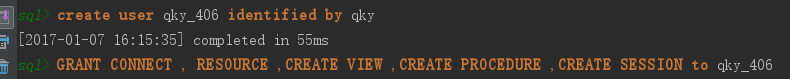 sql> create user qky_406 identified by qky
[2017-01-07 16:15:35] completed in 55ms
sql> GRANT CONNECT , RESOURCE ,CREATE VIEW ,CREATE PROCEDURE ,CREATE SESSION to qky_406